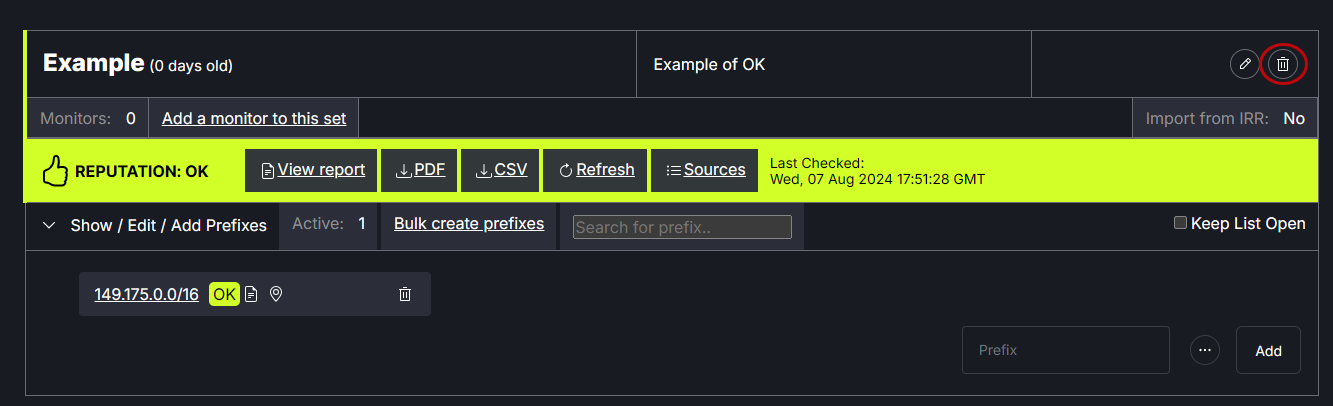 Example (0 days old)
Example of OK
Monitors: 0
Add a monitor to this set
Import from IRR: No
REPUTATION: OK
View report
PDF
CSV
Refresh
Sources
Last Checked:
Wed, 07 Aug 2024 17:51:28 GMT
Show / Edit / Add Prefixes
Active: 1
Bulk create prefixes
Search for prefix..
Keep List Open
149.175.0.0/16 OK
Prefix
Add